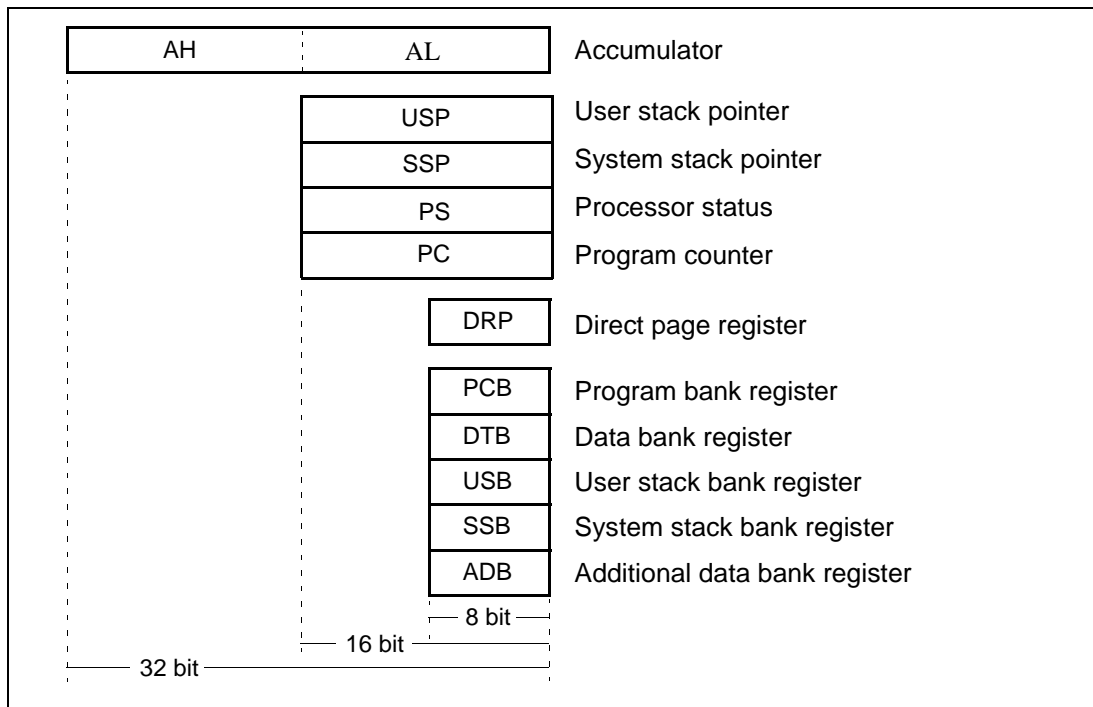 AH AL Accumulator
USP User stack pointer
SSP System stack pointer
PS Processor status
PC Program counter
DRP Direct page register
PCB Program bank register
DTB Data bank register
USB User stack bank register
SSB System stack bank register
ADB Additional data bank register
8 bit
16 bit
32 bit